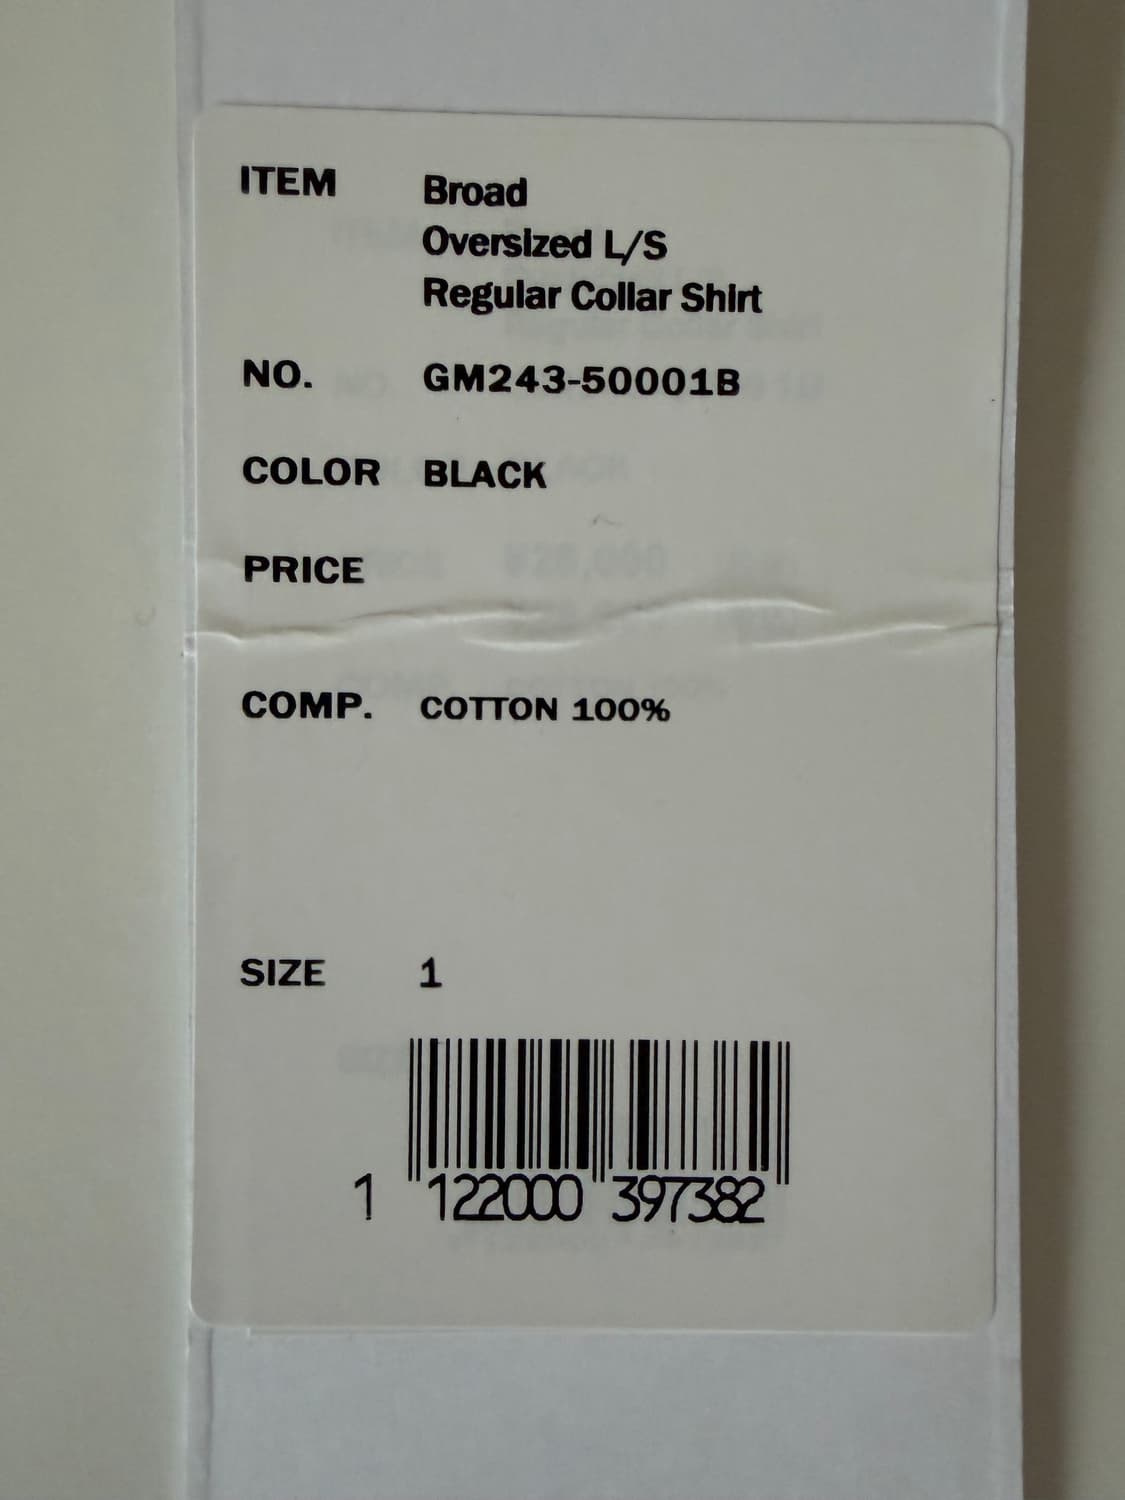 ITEM Broad
Oversized L/S
Regular Collar Shirt
NO. GM243-50001B
COLOR BLACK
PRICE
COMP. COTTON 100%
SIZE 1
1 122000 397382